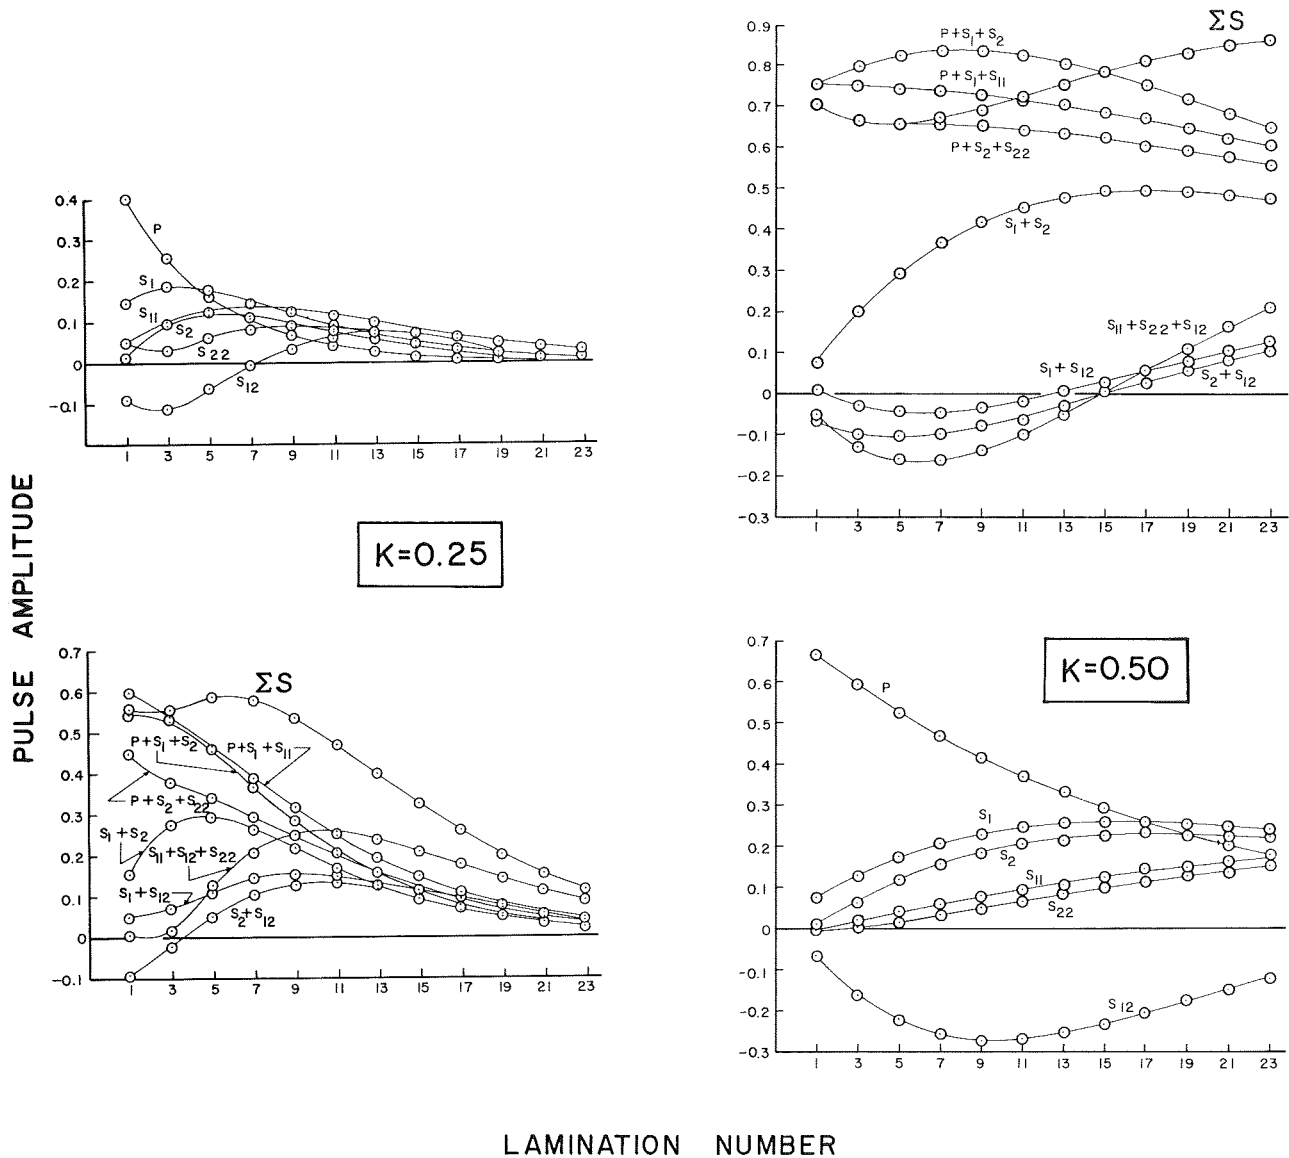 0.4
0.3
0.2
0.1
0
-0.1
P
S1
S11
S2
S22
S12
1 3 5 7 9 11 13 15 17 19 21 23
K=0.25
0.7
0.6
0.5
0.4
0.3
0.2
0.1
0
-0.1
ΣS
P+S1+S2
P+S1+S11
P+S2+S22
S1+S2
S11+S12+S22
S1+S12
S2+S12
1 3 5 7 9 11 13 15 17 19 21 23
0.9
0.8
0.7
0.6
0.5
0.4
0.3
0.2
0.1
0
-0.1
-0.2
-0.3
ΣS
P+S1+S2
P+S1+S11
P+S2+S22
S1+S2
S11+S22+S12
S1+S12
S2+S12
1 3 5 7 9 11 13 15 17 19 21 23
K=0.50
0.7
0.6
0.5
0.4
0.3
0.2
0.1
0
-0.1
-0.2
-0.3
P
S1
S2
S11
S22
S12
1 3 5 7 9 11 13 15 17 19 21 23
PULSE AMPLITUDE
LAMINATION NUMBER